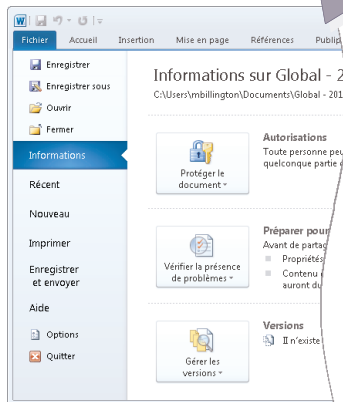 Fichier Accueil Insertion Mise en page Références
Enregistrer
Enregistrer sous
Ouvrir
Fermer
Informations
Récent
Nouveau
Imprimer
Enregistrer
et envoyer
Aide
Options
Quitter
Informations sur Global - 2
C:\Users\mbillington\Documents\Global - 201
Protéger le
document
Autorisations
Toute personne peu
quelconque partie
Vérifier la présence
de problèmes
Préparer pour
Avant de partag
Propriétés
Contenu
auront du
Gérer les
versions
Versions
Il n'existe